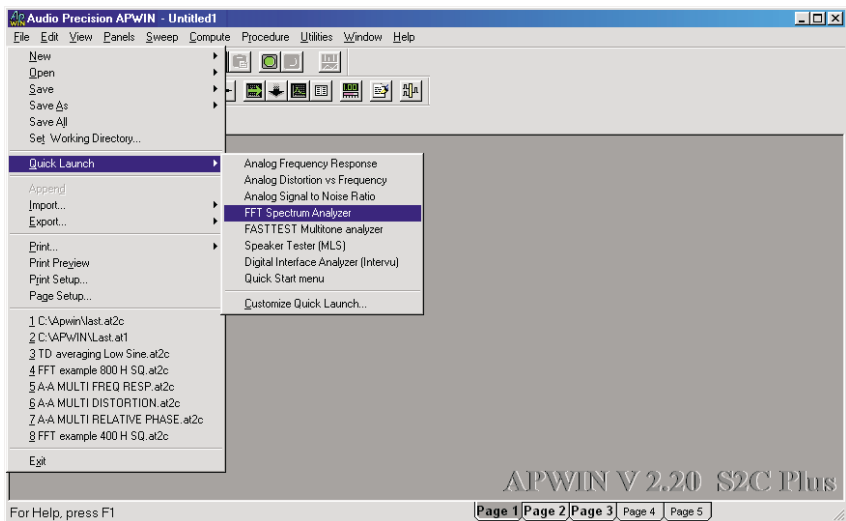 Audio Precision APWIN - Untitled1
File Edit View Panels Sweep Compute Procedure Utilities Window Help
New
Open
Save
Save As
Save All
Set Working Directory...
Quick Launch
Append
Import...
Export...
Print...
Print Preview
Print Setup...
Page Setup...
1 C:\Apwin\last.at2c
2 C:\APWIN\Last.at1
3 TD averaging Low Sine.at2c
4 FFT example 800 H SQ.at2c
5 A-A MULTI FREQ RESP.at2c
6 A-A MULTI DISTORTION.at2c
7 A-A MULTI RELATIVE PHASE.at2c
8 FFT example 400 H SQ.at2c
Exit
Analog Frequency Response
Analog Distortion vs Frequency
Analog Signal to Noise Ratio
FFT Spectrum Analyzer
FASTTEST Multitone analyzer
Speaker Tester (MLS)
Digital Interface Analyzer (Intervu)
Quick Start menu
Customize Quick Launch...
APWIN V 2.20 S2C Plus
For Help, press F1
Page 1 Page 2 Page 3 Page 4 Page 5